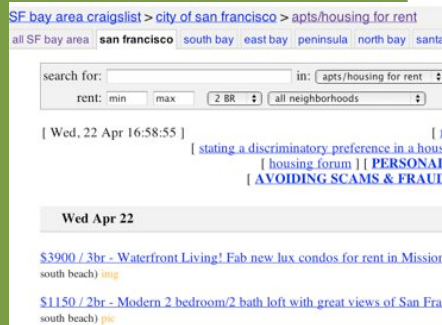 SF bay area craigslist > city of san francisco > apts/housing for rent
all SF bay area san francisco south bay east bay peninsula north bay santa
search for: in: apts/housing for rent
rent: min max 2 BR all neighborhoods
[ Wed, 22 Apr 16:58:55 ] [
[ stating a discriminatory preference in a hous
[ housing forum ] [ PERSONAL
[ AVOIDING SCAMS & FRAUD
Wed Apr 22
$3900 / 3br - Waterfront Living! Fab new lux condos for rent in Mission
south beach) img
$1150 / 2br - Modern 2 bedroom/2 bath loft with great views of San Fra
south beach) pic